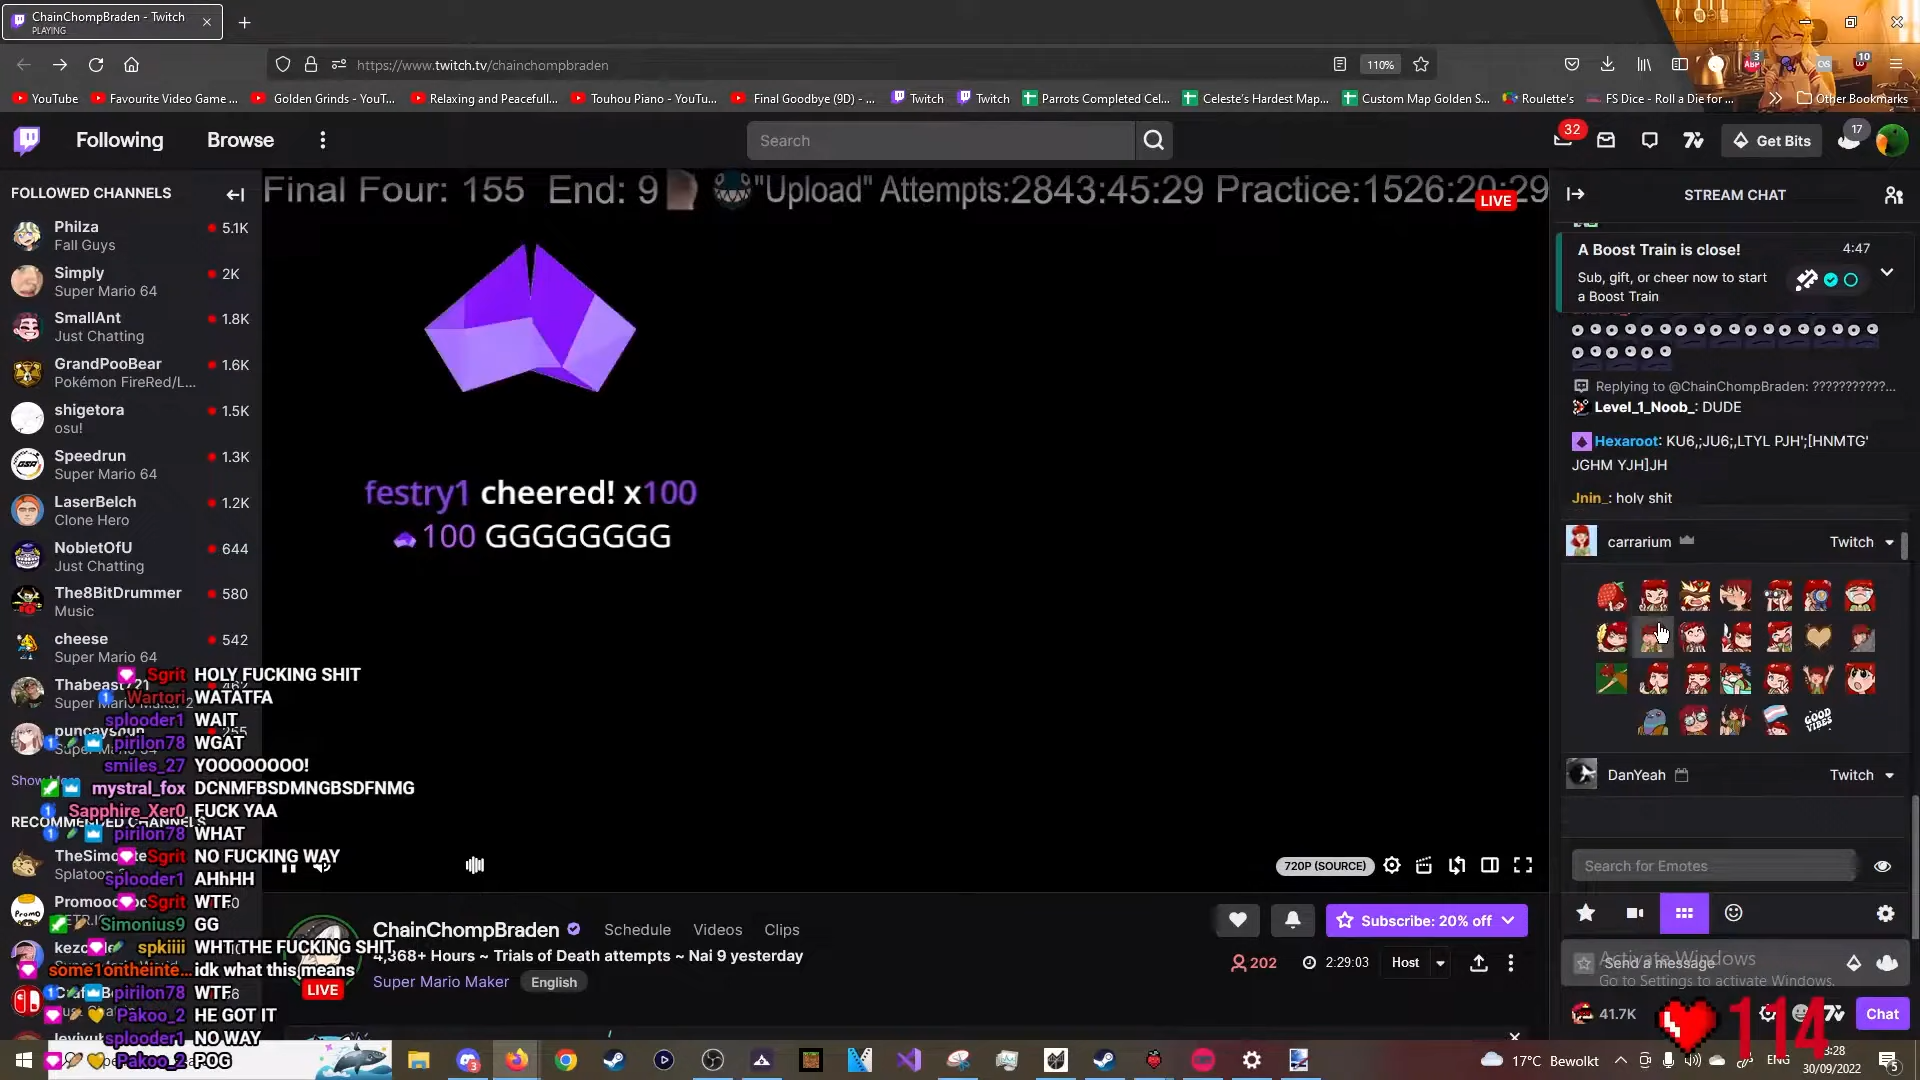 ChainChompBraden - Twitch
PLAYING
https://www.twitch.tv/chainchompbraden
110%
3
10
YouTube
Favourite Video Game ...
Golden Grinds - YouT...
Relaxing and Peacefull...
Touhou Piano - YouTu...
Final Goodbye (9D) - ...
Twitch
Twitch
Parrots Completed Cel...
Celeste's Hardest Map...
Custom Map Golden S...
Roulette's
FS Dice - Roll a Die for ...
Other Bookmarks
Following
Browse
Search
32
Get Bits
17
FOLLOWED CHANNELS
Philza
5.1K
Fall Guys
Simply
2K
Super Mario 64
SmallAnt
1.8K
Just Chatting
GrandPooBear
1.6K
Pokémon FireRed/L...
shigetora
1.5K
osu!
Speedrun
1.3K
Super Mario 64
LaserBelch
1.2K
Clone Hero
NobletOfU
644
Just Chatting
The8BitDrummer
580
Music
cheese
542
Super Mario 64
Sgrit HOLY FUCKING SHIT
Wartori WATATFA
splooder1 WAIT
pirilon78 WGAT
smiles_27 YOOOOOOOO!
mystral_fox DCNMFBSDMNGBSDFNMG
Sapphire_Xer0 FUCK YAA
RECOMMENDED CHANNELS
pirilon78 WHAT
Sgrit NO FUCKING WAY
splooder1 AHhHH
Sgrit WTF
Simonius9 GG
spkiiii WHT THE FUCKING SHIT
some1ontheinte... idk what this means
pirilon78 WTF
Pakoo_2 HE GOT IT
splooder1 NO WAY
Pakoo_2 POG
Final Four: 155 End: 9 "Upload" Attempts:2843:45:29 Practice:1526:20:29
LIVE
festry1 cheered! x100
100 GGGGGGGG
720P (SOURCE)
ChainChompBraden
Schedule
Videos
Clips
4,368+ Hours ~ Trials of Death attempts ~ Nai 9 yesterday
LIVE
Super Mario Maker
English
Subscribe: 20% off
202
2:29:03
Host
STREAM CHAT
A Boost Train is close!
4:47
Sub, gift, or cheer now to start
a Boost Train
Replying to @ChainChompBraden: ???????????...
Level_1_Noob_: DUDE
Hexaroot: KU6,;JU6;,LTYL PJH';[HNMTG'
JGHM YJH]JH
Jnin_: holy shit
carrarium
Twitch
GOOD
VIBES
DanYeah
Twitch
Search for Emotes
Send a message
Activate Windows
Go to Settings to activate Windows.
41.7K
Chat
114
17°C Bewolkt
ENG
3:28
30/09/2022